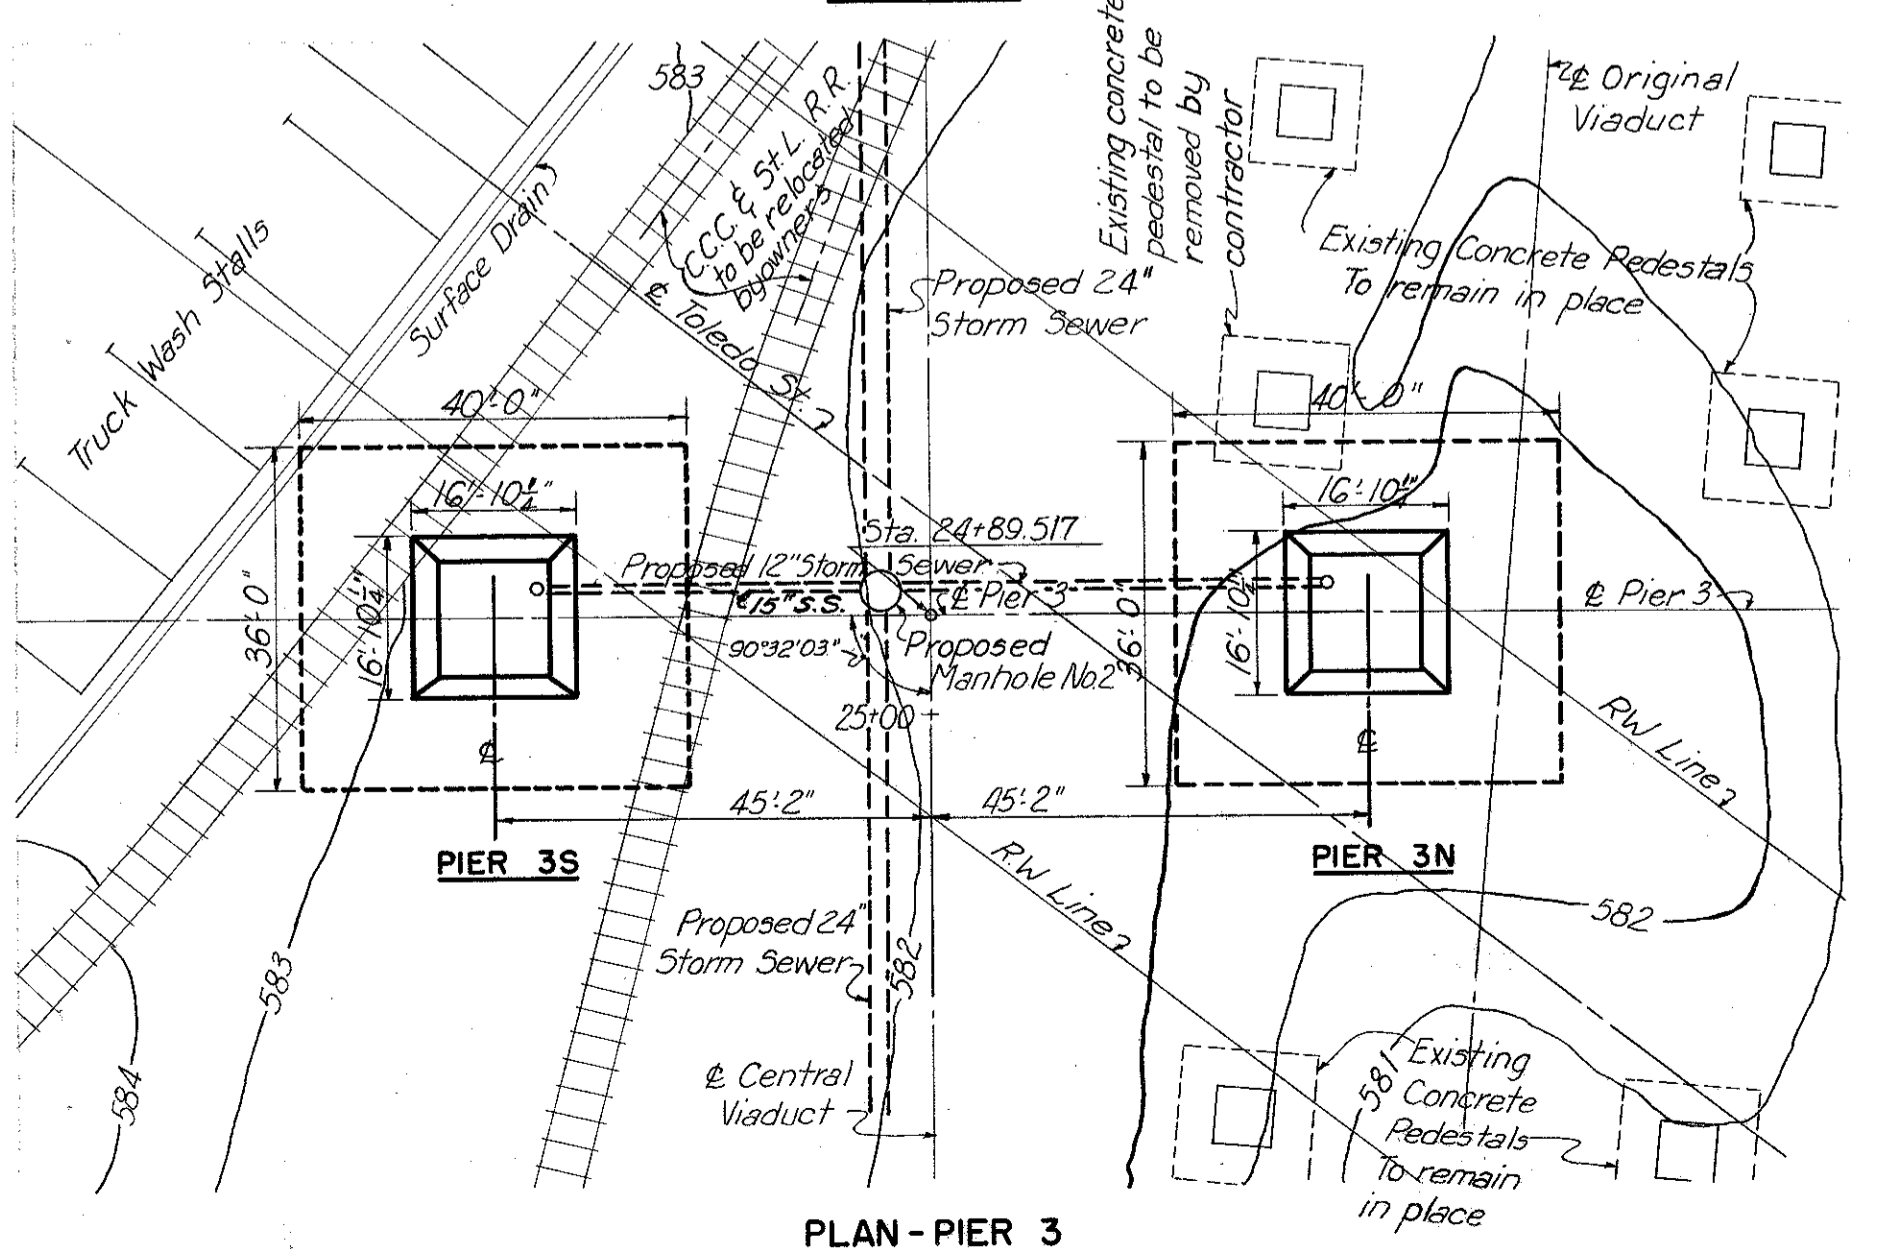 583
C.C.C. & St. L. R.R.
to be relocated
by owners
Existing concrete
pedestal to be
removed by
contractor
℄ Original
Viaduct
Surface Drain
Truck Wash Stalls
℄ Toledo St.
Proposed 24"
Storm Sewer
Existing Concrete Pedestals
To remain in place
40'-0"
40'-0"
16'-10¼"
16'-10¼"
Sta. 24+89.517
Proposed 12" Storm Sewer
℄ 15" S.S.
℄ Pier 3
℄ Pier 3
36'-0"
16'-10¼"
90°32'03."
Proposed
Manhole No.2
36'-0"
16'-10¼"
25+00
℄
℄
RW Line
45'-2"
45'-2"
PIER 3S
PIER 3N
R.W Line
Proposed 24"
Storm Sewer
582
582
583
584
℄ Central
Viaduct
581
Existing
Concrete
Pedestals
To remain
in place
PLAN - PIER 3